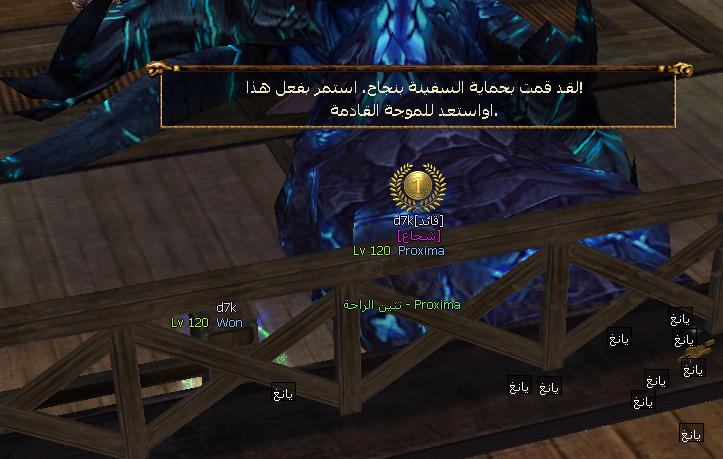 لقد قمت بحماية السفينة بنجاح. استمر بفعل هذا!
واستعد للموجة القادمة.
1
d7k[قائد]
[شجاع]
Lv 120 Proxima
d7k
Lv 120 Won
تنين الراحة - Proxima
يانغ
يانغ
يانغ
يانغ
يانغ
يانغ
يانغ
يانغ
يانغ
يانغ